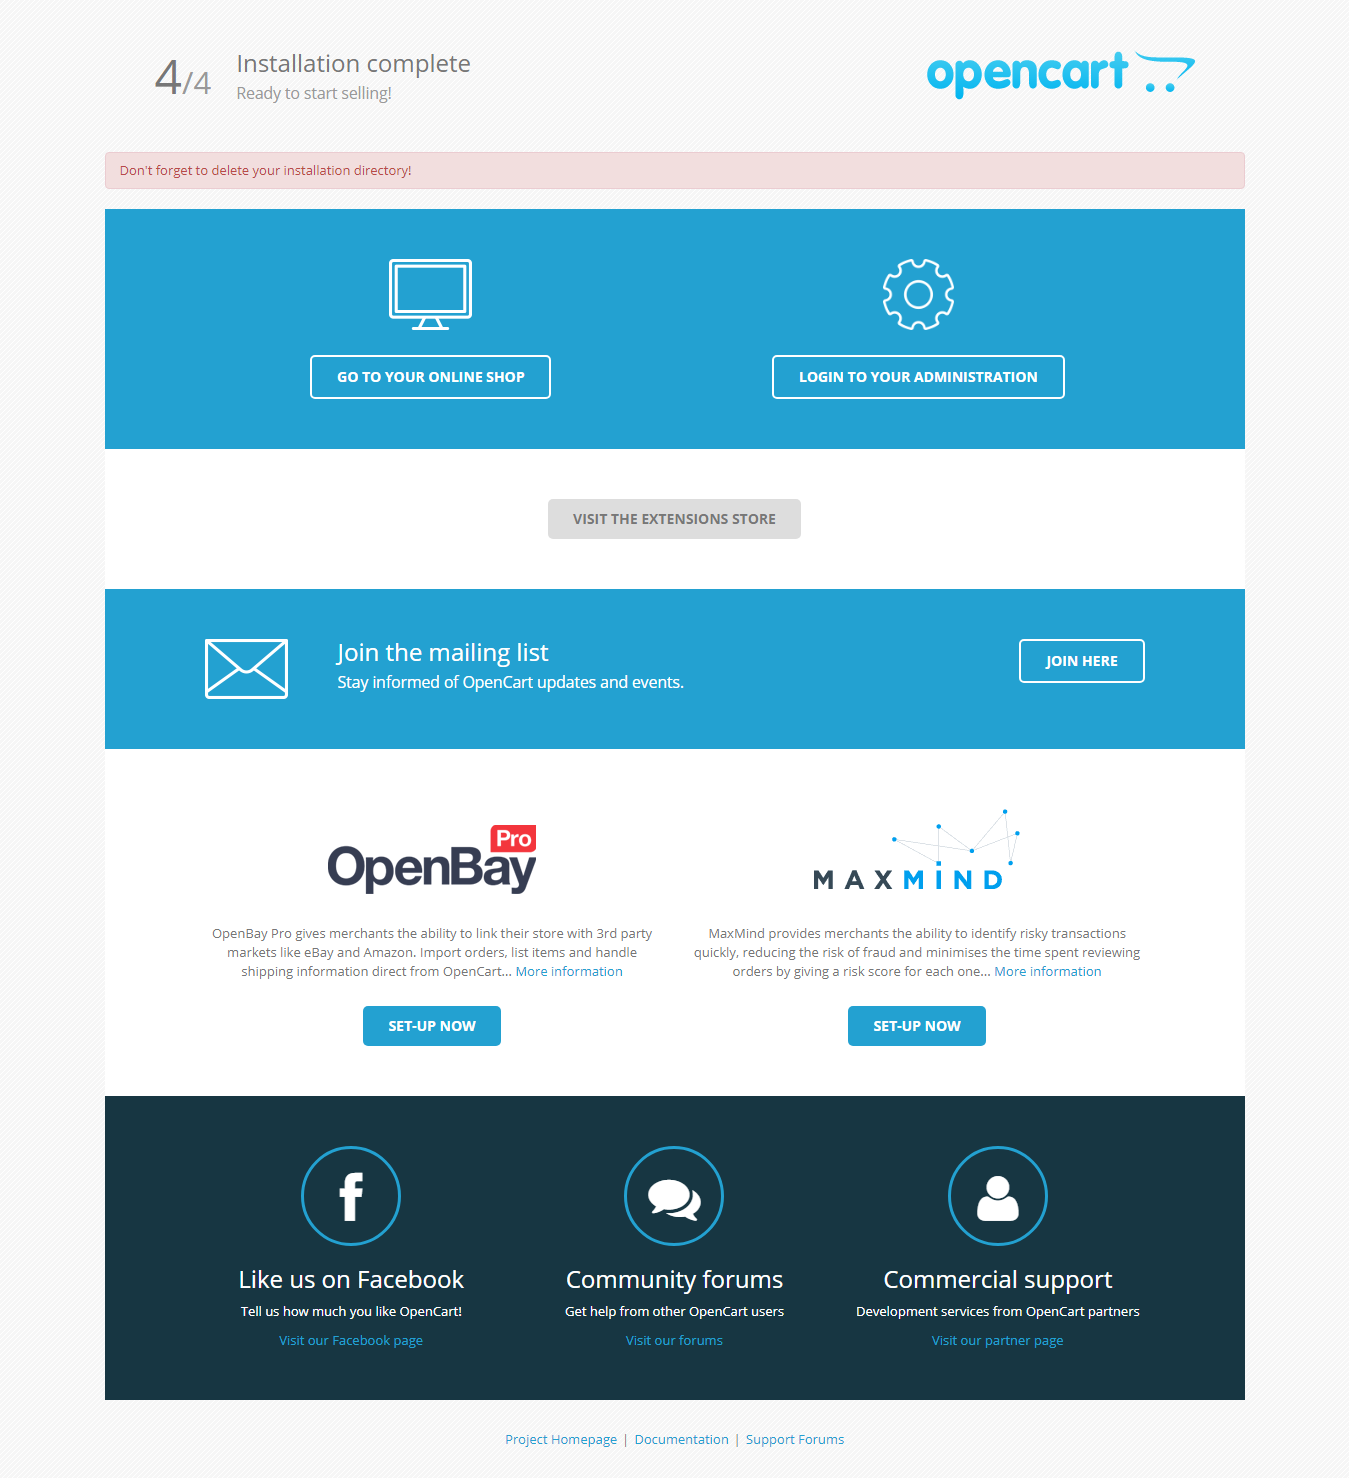 4/4
Installation complete
Ready to start selling!
opencart
Don't forget to delete your installation directory!
GO TO YOUR ONLINE SHOP
LOGIN TO YOUR ADMINISTRATION
VISIT THE EXTENSIONS STORE
Join the mailing list
Stay informed of OpenCart updates and events.
JOIN HERE
OpenBay Pro
OpenBay Pro gives merchants the ability to link their store with 3rd party
markets like eBay and Amazon. Import orders, list items and handle
shipping information direct from OpenCart... More information
SET-UP NOW
MAXMIND
MaxMind provides merchants the ability to identify risky transactions
quickly, reducing the risk of fraud and minimises the time spent reviewing
orders by giving a risk score for each one... More information
SET-UP NOW
Like us on Facebook
Tell us how much you like OpenCart!
Visit our Facebook page
Community forums
Get help from other OpenCart users
Visit our forums
Commercial support
Development services from OpenCart partners
Visit our partner page
Project Homepage | Documentation | Support Forums